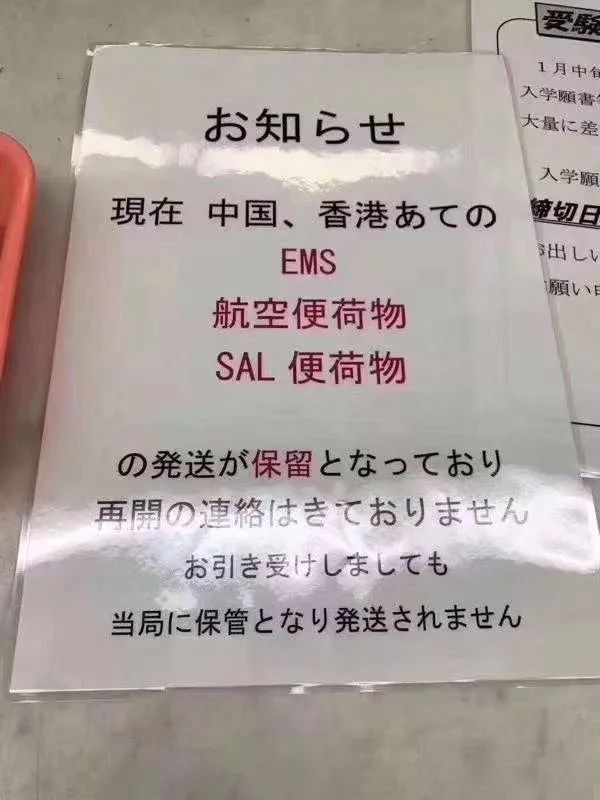 お知らせ
現在 中国、香港あての
EMS
航空便荷物
SAL 便荷物
の発送が保留となっており
再開の連絡はきておりません
お引き受けしましても
当局に保管となり発送されません
受験
1月中旬
入学願書
大量に差
入学願
締切日
お出しい
願い申